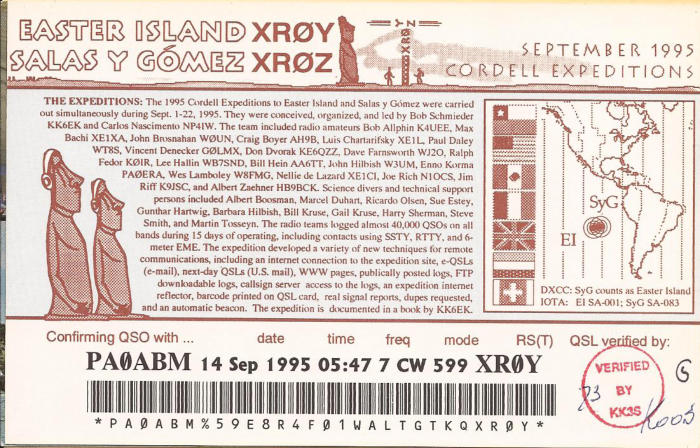 EASTER ISLAND XRØY
SALAS Y GÓMEZ XRØZ
XRØY
XRØZ
SEPTEMBER 1995
CORDELL EXPEDITIONS
THE EXPEDITIONS: The 1995 Cordell Expeditions to Easter Island and Salas y Gómez were carried
out simultaneously during Sept. 1-22, 1995. They were conceived, organized, and led by Bob Schmieder
KK6EK and Carlos Nascimento NP4IW. The team included radio amateurs Bob Allphin K4UEE, Max
Bachi XE1XA, John Bosnahan WØUN, Craig Boyer AH9B, Luis Chartarifsky XE1L, Paul Daley
WT8S, Vincent Denecker GØLMX, Don Dvorak KE6QZZ, Dave Farnsworth WJ2O, Ralph
Fedor KØIR, Lee Hallin WB7SND, Bill Hein AA6TT, John Hilbish W3UM, Enno Korma
PAØERA, Wes Lamboley W8FMG, Nellie de Lazard XE1CI, Joe Rich N1OCS, Jim
Riff K9JSC, and Albert Zaehner HB9BCK. Science divers and technical support
persons included Albert Boosman, Marcel Duhart, Ricardo Olsen, Sue Estey,
Gunthar Hartwig, Barbara Hilbish, Bill Kruse, Gail Kruse, Harry Sherman, Steve
Smith, and Martin Tosseyn. The radio teams logged almost 40,000 QSOs on all
bands during 15 days of operating, including contacts using SSTY, RTTY, and 6-
meter EME. The expedition developed a variety of new techniques for remote
communications, including an internet connection to the expedition site, e-QSLs
(e-mail), next-day QSLs (U.S. mail), WWW pages, publically posted logs, FTP
downloadable logs, callsign server access to the logs, an expedition internet
reflector, barcode printed on QSL card, real signal reports, dupes requested,
and an automatic beacon. The expedition is documented in a book by KK6EK.
SyG
EI
DXCC: SyG counts as Easter Island
IOTA: EI SA-001; SyG SA-083
Confirming QSO with ... date time freq mode RS(T) QSL verified by:
PAØABM 14 Sep 1995 05:47 7 CW 599 XRØY
*PAØABM%59E8R4F01WALTGTKQXRØY*
VERIFIED
BY
KK3S
73
Koos